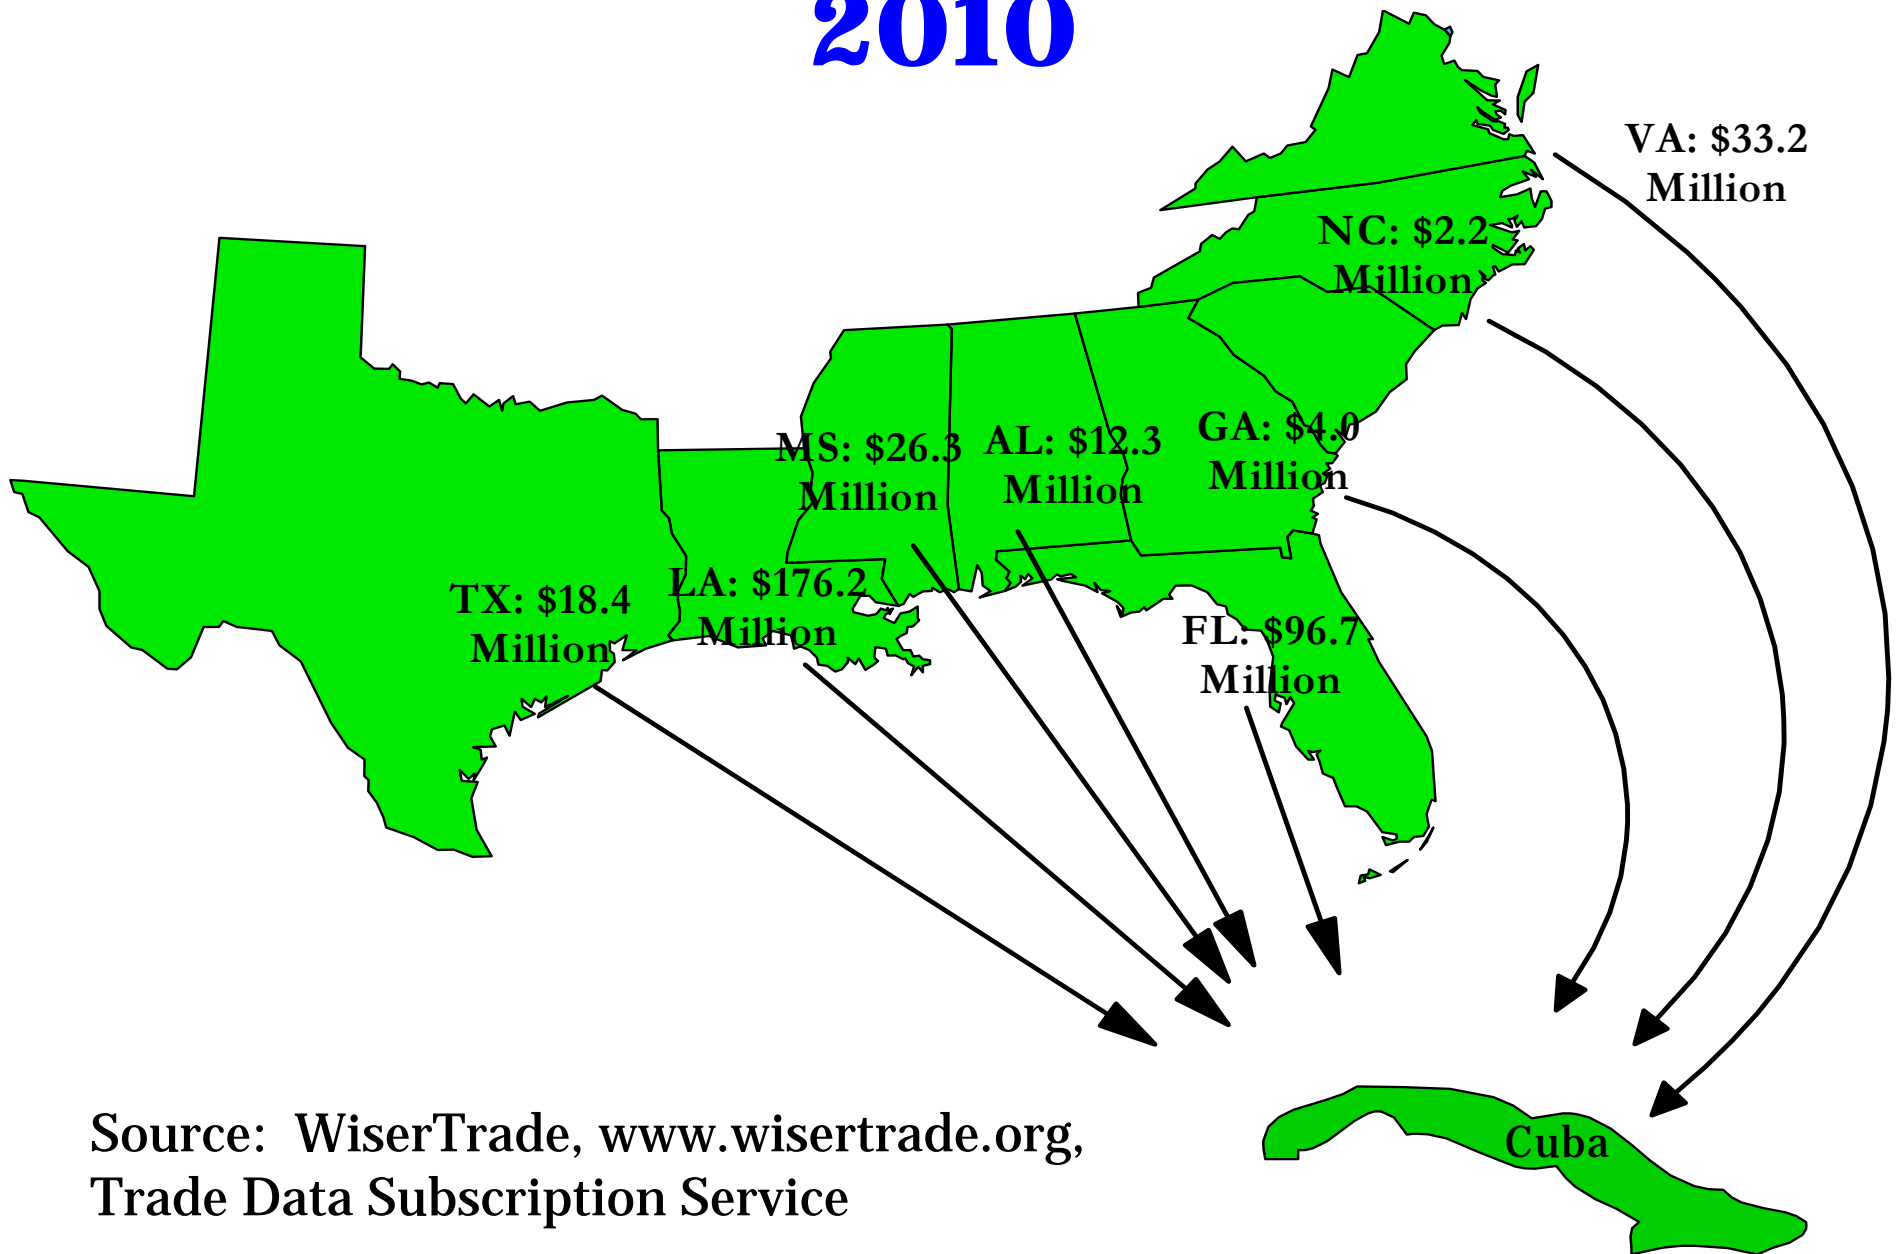 2010
VA: $33.2
Million
NC: $2.2
Million
MS: $26.3
Million
AL: $12.3
Million
GA: $4.0
Million
TX: $18.4
Million
LA: $176.2
Million
FL: $96.7
Million
Cuba
Source: WiserTrade, www.wisertrade.org,
Trade Data Subscription Service